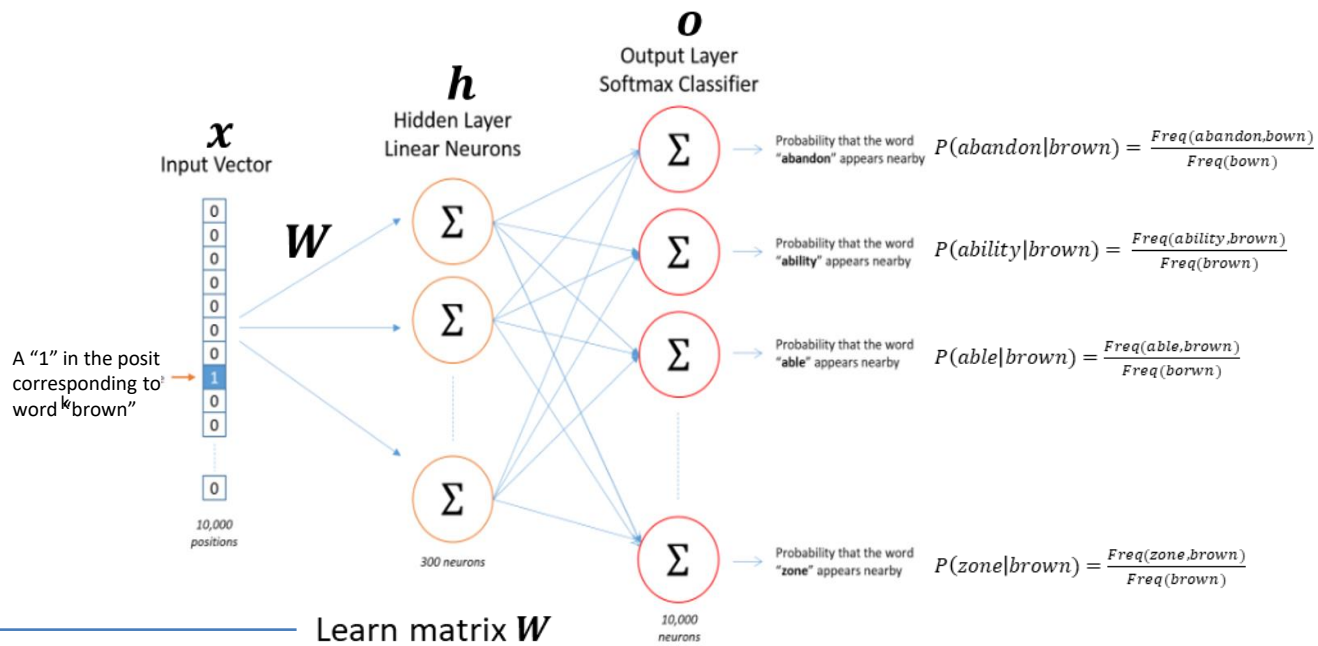 o
Output Layer
Softmax Classifier
h
Hidden Layer
Linear Neurons
x
Input Vector
W
0
0
0
0
0
0
0
1
0
0
0
10,000
positions
A “1” in the posit
corresponding to
word “brown”
k
Σ
Σ
Σ
300 neurons
Σ
Σ
Σ
Σ
10,000
neurons
Probability that the word
“abandon” appears nearby
P(abandon|brown) = Freq(abandon,bown) / Freq(bown)
Probability that the word
“ability” appears nearby
P(ability|brown) = Freq(ability,brown) / Freq(brown)
Probability that the word
“able” appears nearby
P(able|brown) = Freq(able,brown) / Freq(borwn)
Probability that the word
“zone” appears nearby
P(zone|brown) = Freq(zone,brown) / Freq(brown)
Learn matrix W